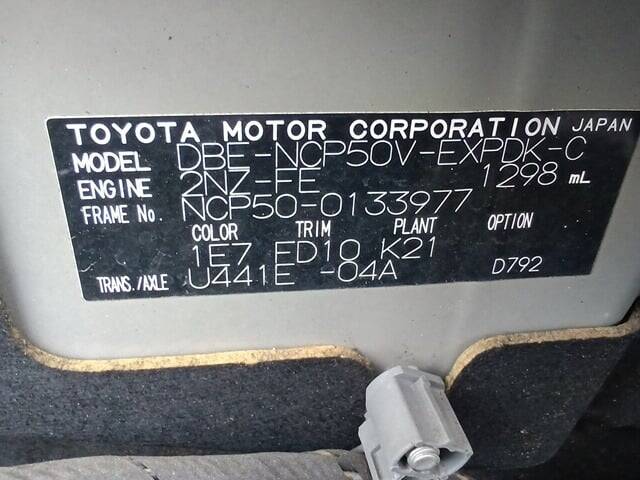 TOYOTA MOTOR CORPORATION JAPAN
MODEL DBE-NCP50V-EXPDK-C
ENGINE 2NZ-FE 1298 mL
FRAME No. NCP50-0133977
COLOR TRIM PLANT OPTION
1E7 ED10 K21
TRANS./AXLE U441E -04A D792